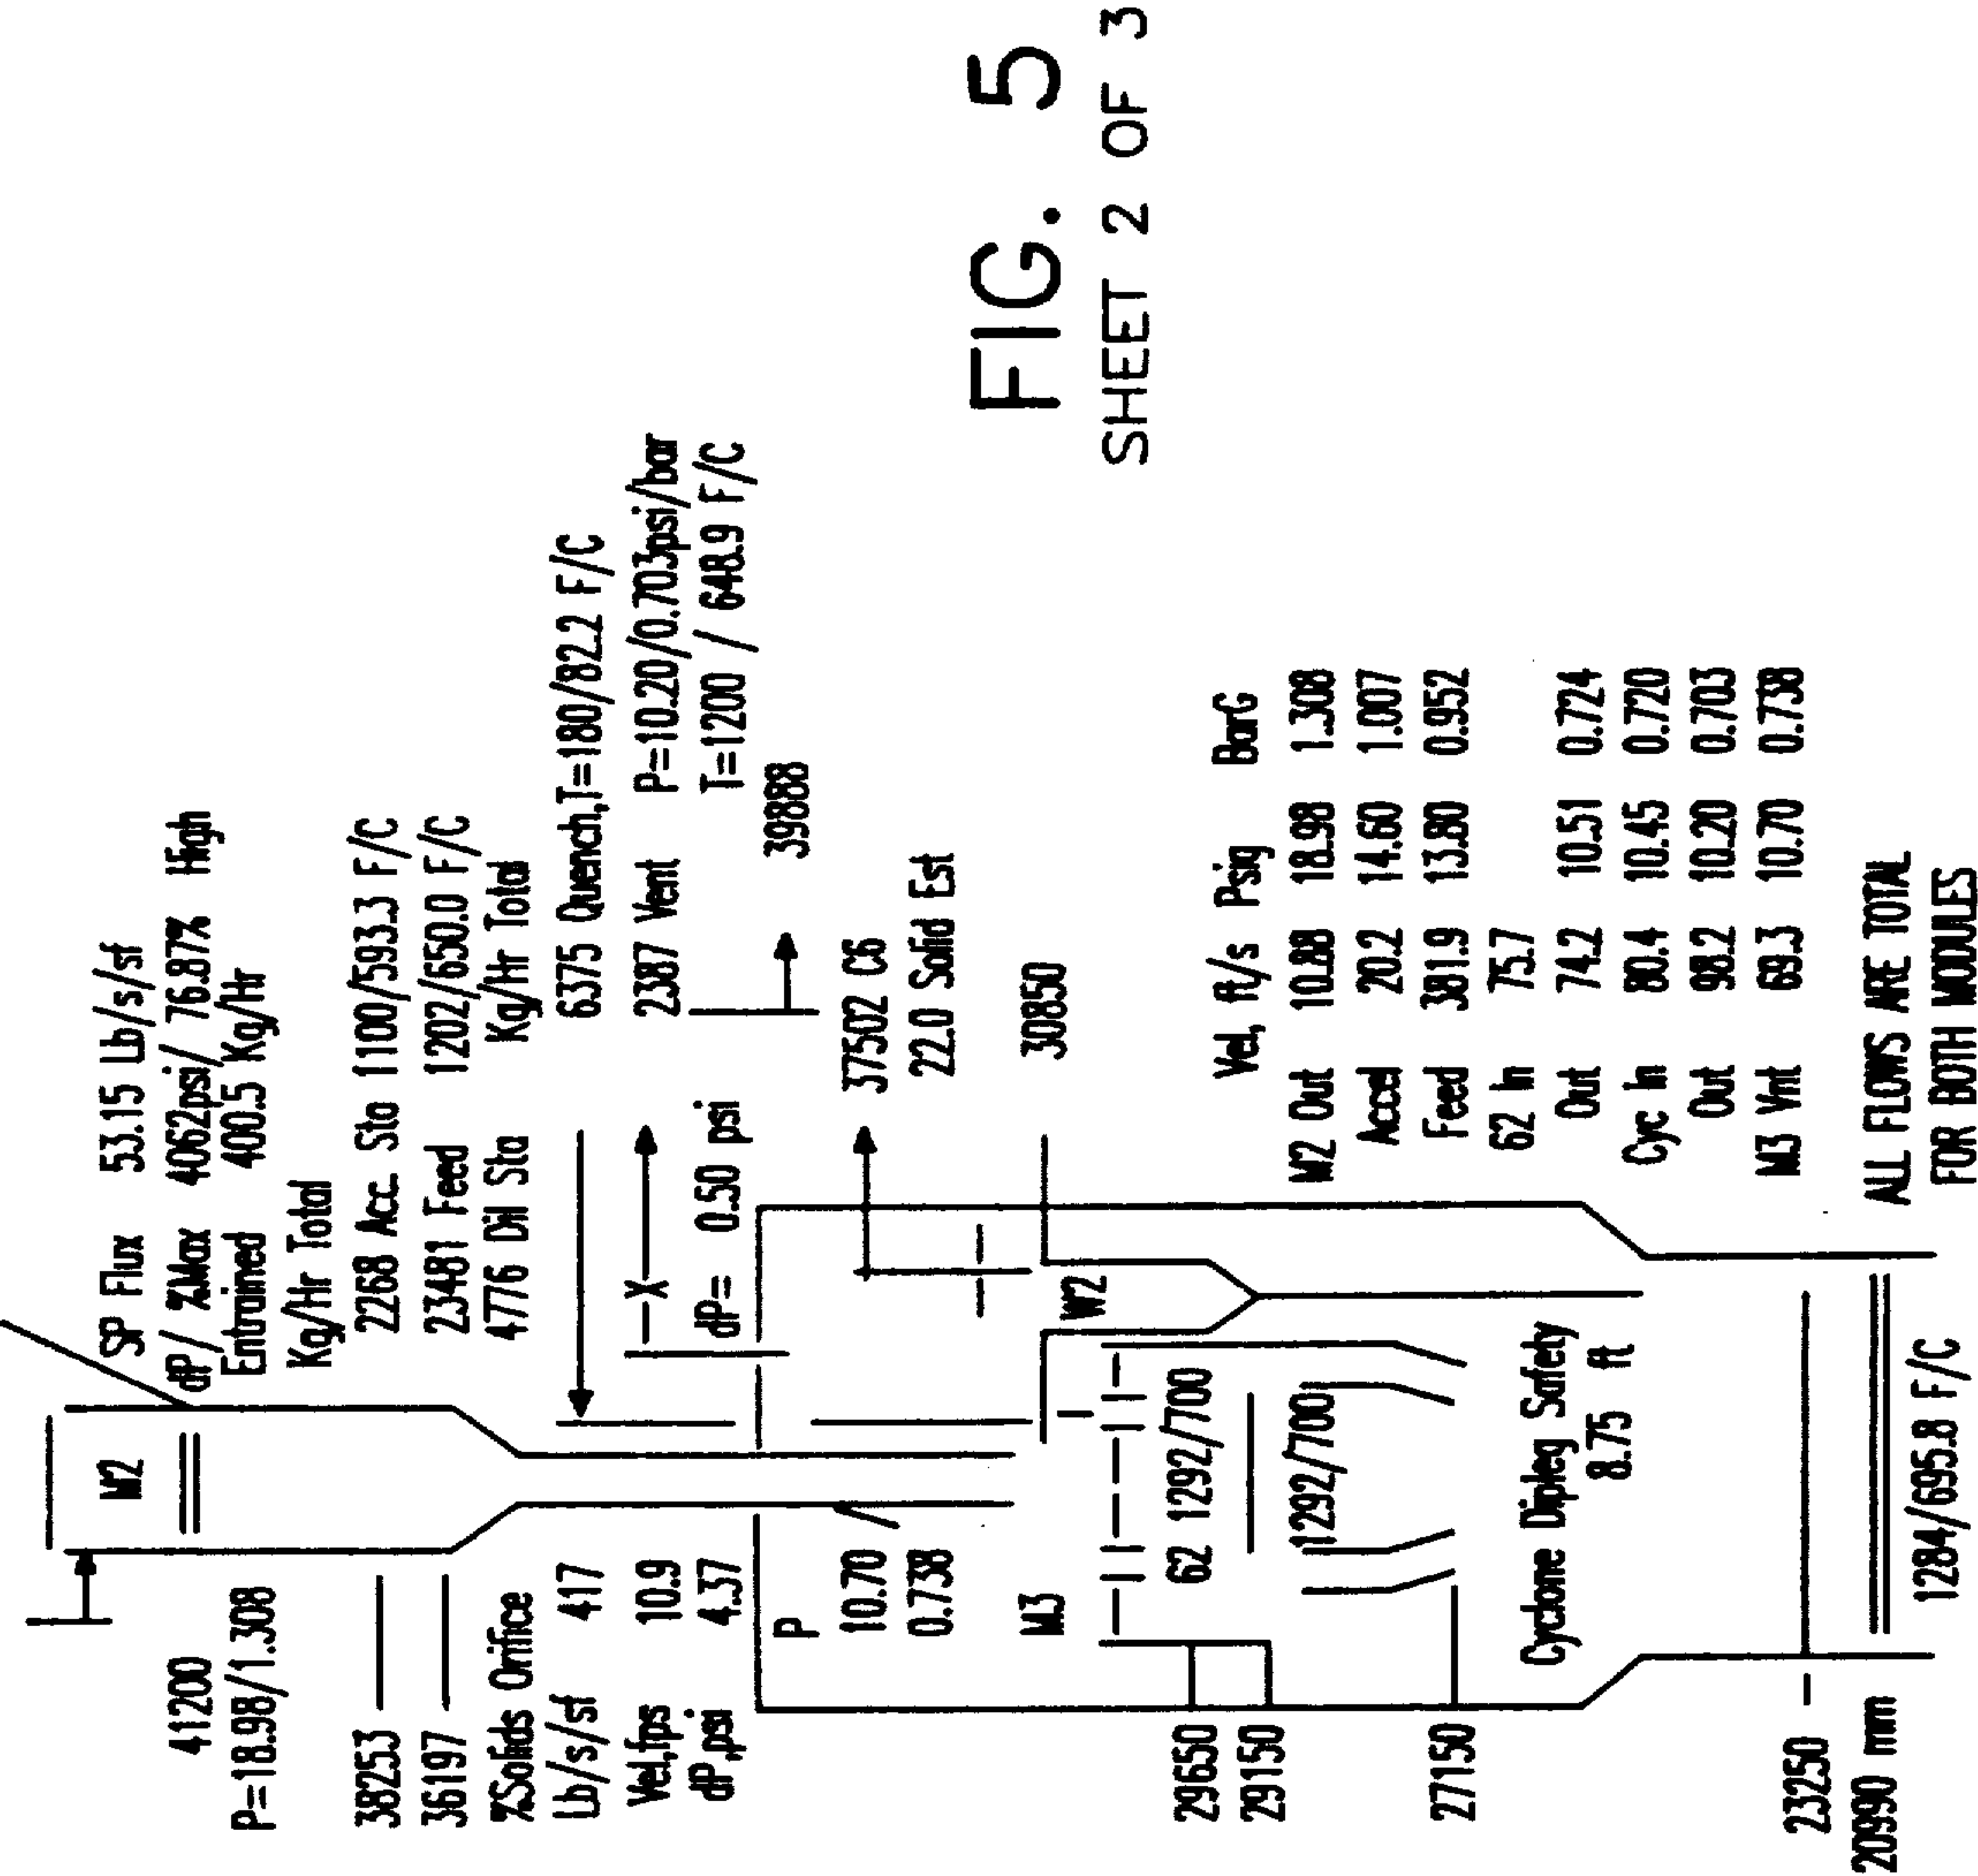 M2
SP Flux 53.15 Lb/s/sf
41200
dP/ %Max 4.062psi/ 76.87% High
P=18.98/1.308
Entrained 400.5 Kg/Hr
Kg/Hr Total
38253
2268 Acc. Sta 1100/593.3 F/C
36197
23481 Feed 1202/650.0 F/C
%Solids Orifice
4776 Dil Sta Kg/Hr Total
Lb/s/sf 417
6375 Quench,T=180/82.2 F/C
Vel,fps 10.9
X
2387 Vent P=10.20/0.703psi/bar
dP,psi 4.37
dP= 0.50 psi
T=1200 / 648.9 F/C
P
39888
10.70 /
37502 C6
0.738
22.0 Solid Est
M3
W2
30850
29650
62 1292/700
29150
1292/700
27150
Cyclone Dipleg Safety
8.75 ft
23250
20990 mm
1284/695.8 F/C
Vel, ft/s Psig BarG
M2 Out 10.88 18.98 1.308
Accel 20.2 14.60 1.007
Feed 381.9 13.80 0.952
62 In 75.7
Out 74.2 10.51 0.724
Cyc In 80.4 10.45 0.720
Out 98.2 10.20 0.703
M3 Vnt 69.3 10.70 0.738
ALL FLOWS ARE TOTAL
FOR BOTH MODULES
FIG. 5
SHEET 2 OF 3